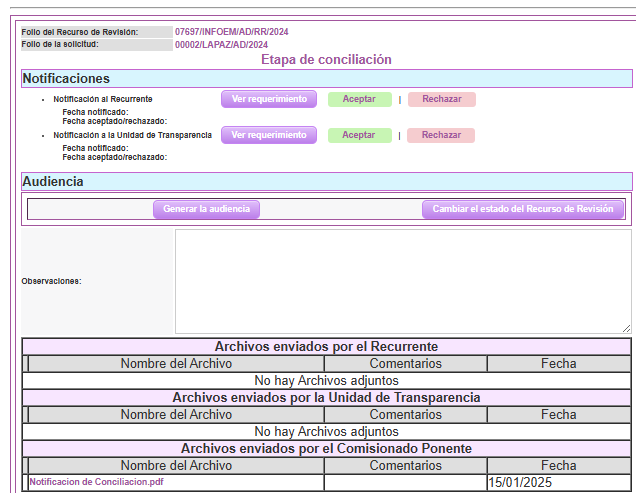 Folio del Recurso de Revisión: 07697/INFOEM/AD/RR/2024
Folio de la solicitud: 00002/LAPAZ/AD/2024
Etapa de conciliación
Notificaciones
• Notificación al Recurrente Ver requerimiento Aceptar | Rechazar
Fecha notificado:
Fecha aceptado/rechazado:
• Notificación a la Unidad de Transparencia Ver requerimiento Aceptar | Rechazar
Fecha notificado:
Fecha aceptado/rechazado:
Audiencia
Generar la audiencia Cambiar el estado del Recurso de Revisión
Observaciones:
Archivos enviados por el Recurrente
Nombre del Archivo Comentarios Fecha
No hay Archivos adjuntos
Archivos enviados por la Unidad de Transparencia
Nombre del Archivo Comentarios Fecha
No hay Archivos adjuntos
Archivos enviados por el Comisionado Ponente
Nombre del Archivo Comentarios Fecha
Notificacion de Conciliacion.pdf 15/01/2025